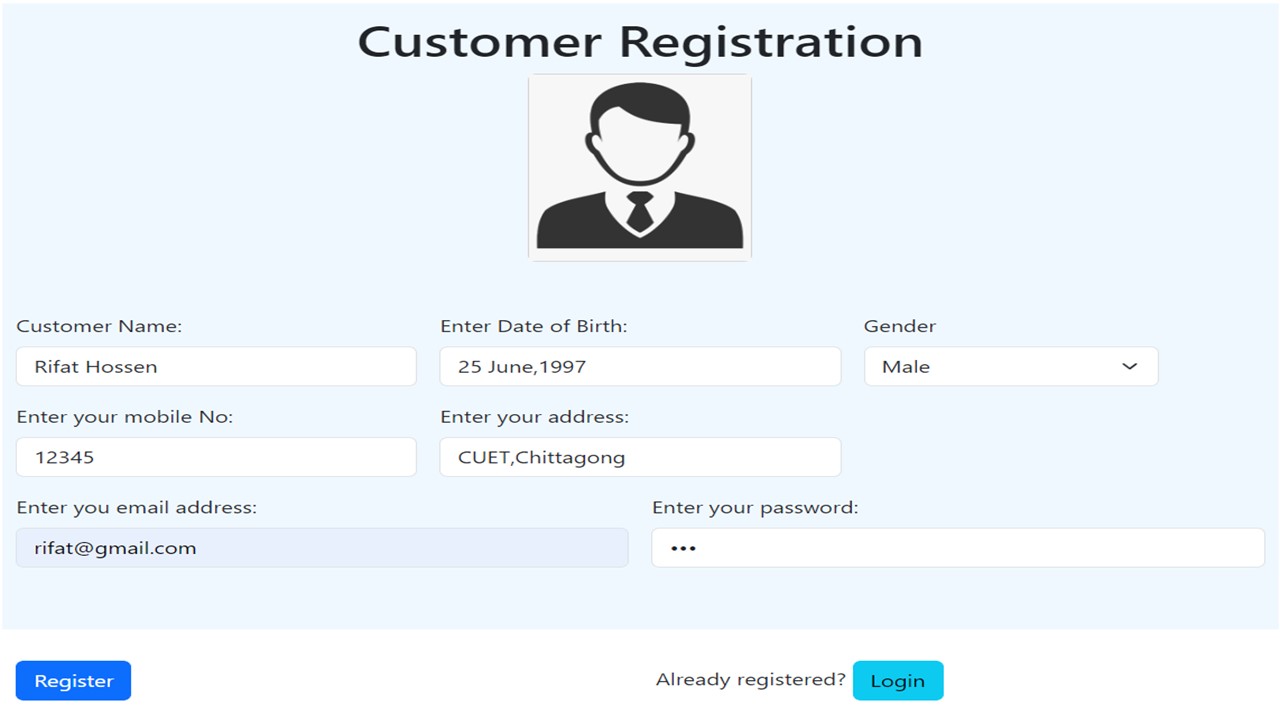 Customer Registration
Customer Name: Enter Date of Birth: Gender
Rifat Hossen 25 June,1997 Male
Enter your mobile No: Enter your address:
12345 CUET,Chittagong
Enter you email address: Enter your password:
rifat@gmail.com •••
Register Already registered? Login